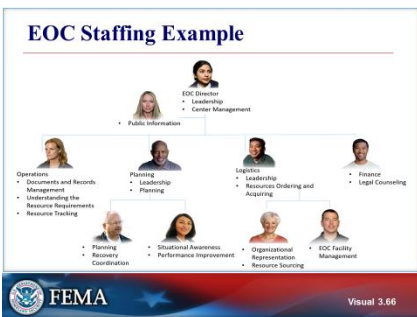 EOC Staffing Example
EOC Director
• Leadership
• Center Management
• Public Information
Operations
• Documents and Records
Management
• Understanding the
Resource Requirements
• Resource Tracking
Planning
• Leadership
• Planning
Logistics
• Leadership
• Resources Ordering and
Acquiring
• Finance
• Legal Counseling
• Planning
• Recovery
Coordination
• Situational Awareness
• Performance Improvement
• Organizational
Representation
• Resource Sourcing
• EOC Facility
Management
FEMA
Visual 3.66